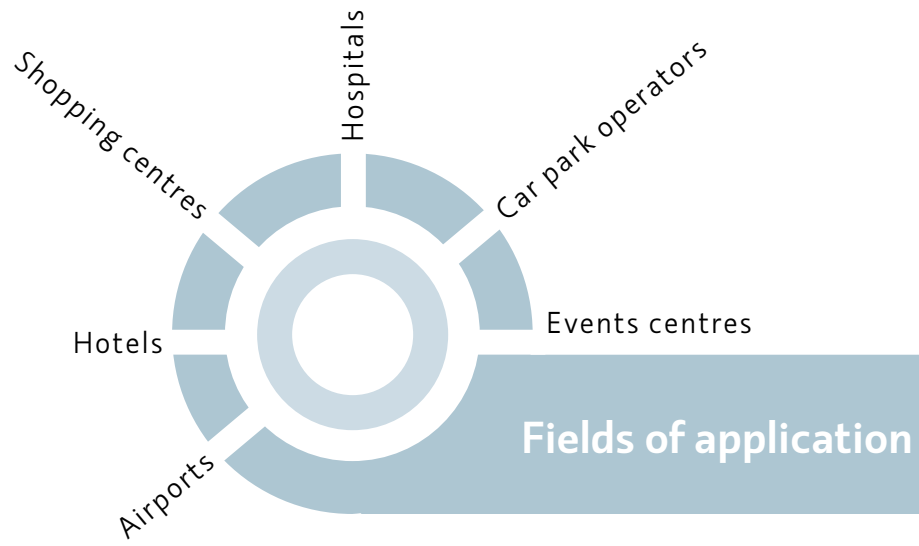 Hospitals
Shopping centres
Car park operators
Hotels
Events centres
Airports
Fields of application